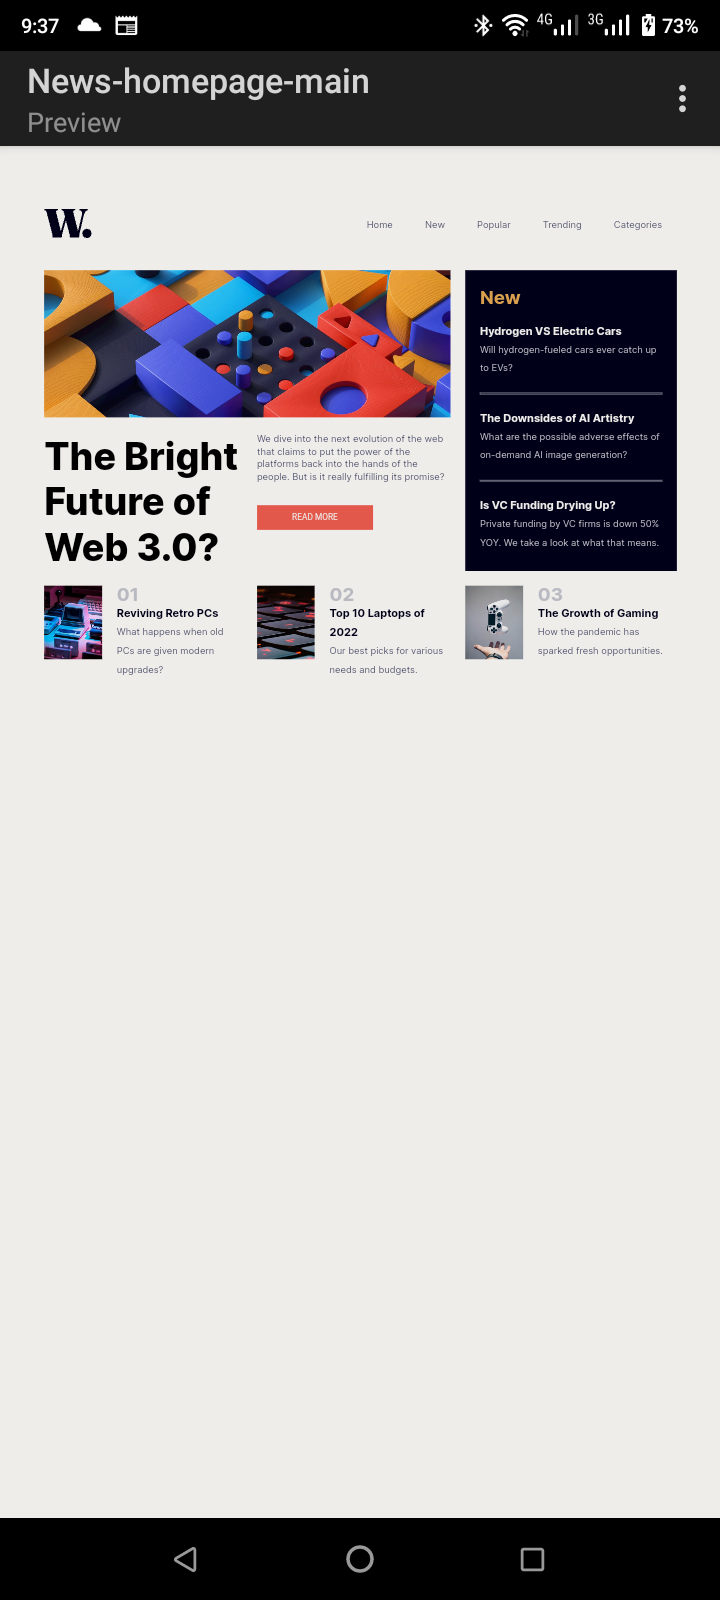 9:37
4G
3G
73%
News-homepage-main
Preview
W.
Home New Popular Trending Categories
New
Hydrogen VS Electric Cars
Will hydrogen-fueled cars ever catch up
to EVs?
The Downsides of AI Artistry
What are the possible adverse effects of
on-demand AI image generation?
Is VC Funding Drying Up?
Private funding by VC firms is down 50%
YOY. We take a look at what that means.
The Bright
Future of
Web 3.0?
We dive into the next evolution of the web
that claims to put the power of the
platforms back into the hands of the
people. But is it really fulfilling its promise?
READ MORE
01
Reviving Retro PCs
What happens when old
PCs are given modern
upgrades?
02
Top 10 Laptops of
2022
Our best picks for various
needs and budgets.
03
The Growth of Gaming
How the pandemic has
sparked fresh opportunities.